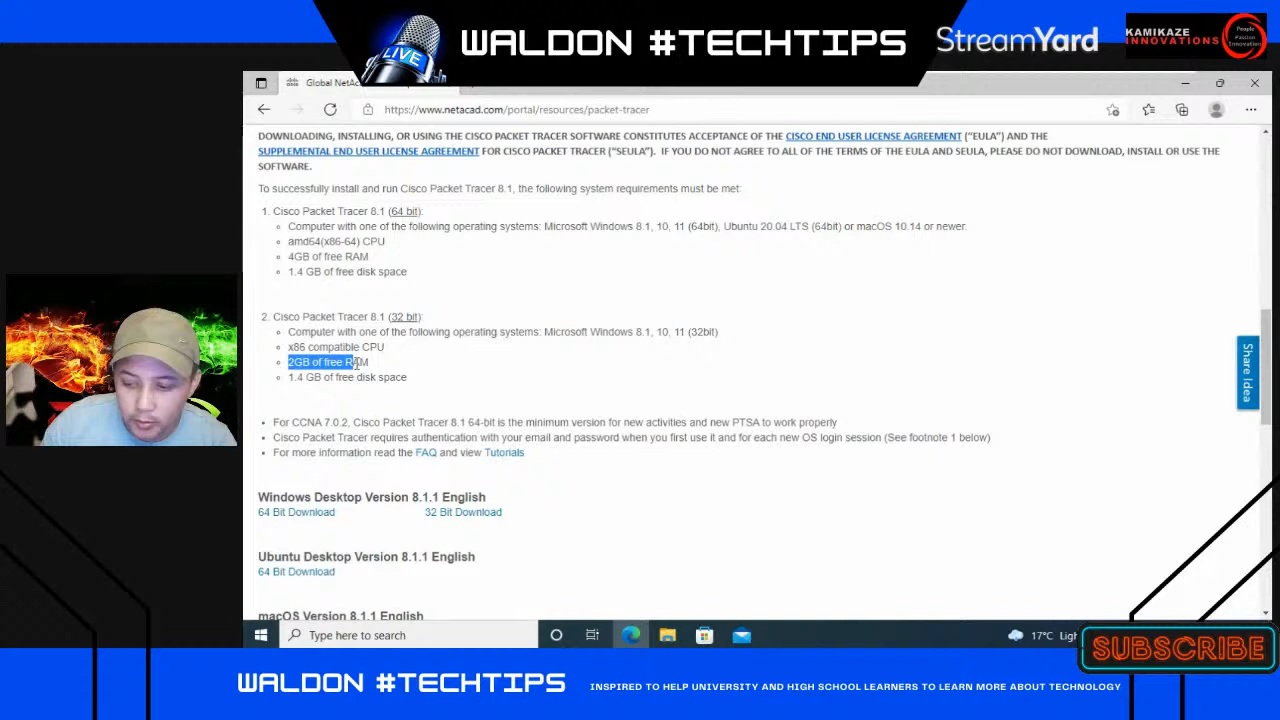 LIVE
WALDON #TECHTIPS
StreamYard
KAMIKAZE
INNOVATIONS
People
Passion
Innovation
Global NetAc
https://www.netacad.com/portal/resources/packet-tracer
DOWNLOADING, INSTALLING, OR USING THE CISCO PACKET TRACER SOFTWARE CONSTITUTES ACCEPTANCE OF THE CISCO END USER LICENSE AGREEMENT ("EULA") AND THE
SUPPLEMENTAL END USER LICENSE AGREEMENT FOR CISCO PACKET TRACER ("SEULA"). IF YOU DO NOT AGREE TO ALL OF THE TERMS OF THE EULA AND SEULA, PLEASE DO NOT DOWNLOAD, INSTALL OR USE THE
SOFTWARE.
To successfully install and run Cisco Packet Tracer 8.1, the following system requirements must be met:
1. Cisco Packet Tracer 8.1 (64 bit):
Computer with one of the following operating systems: Microsoft Windows 8.1, 10, 11 (64bit), Ubuntu 20.04 LTS (64bit) or macOS 10.14 or newer.
amd64(x86-64) CPU
4GB of free RAM
1.4 GB of free disk space
2. Cisco Packet Tracer 8.1 (32 bit):
Computer with one of the following operating systems: Microsoft Windows 8.1, 10, 11 (32bit)
x86 compatible CPU
2GB of free RAM
1.4 GB of free disk space
For CCNA 7.0.2, Cisco Packet Tracer 8.1 64-bit is the minimum version for new activities and new PTSA to work properly
Cisco Packet Tracer requires authentication with your email and password when you first use it and for each new OS login session (See footnote 1 below)
For more information read the FAQ and view Tutorials
Share Idea
Windows Desktop Version 8.1.1 English
64 Bit Download 32 Bit Download
Ubuntu Desktop Version 8.1.1 English
64 Bit Download
macOS Version 8.1.1 English
Type here to search
17°C Ligh
SUBSCRIBE
WALDON #TECHTIPS
INSPIRED TO HELP UNIVERSITY AND HIGH SCHOOL LEARNERS TO LEARN MORE ABOUT TECHNOLOGY